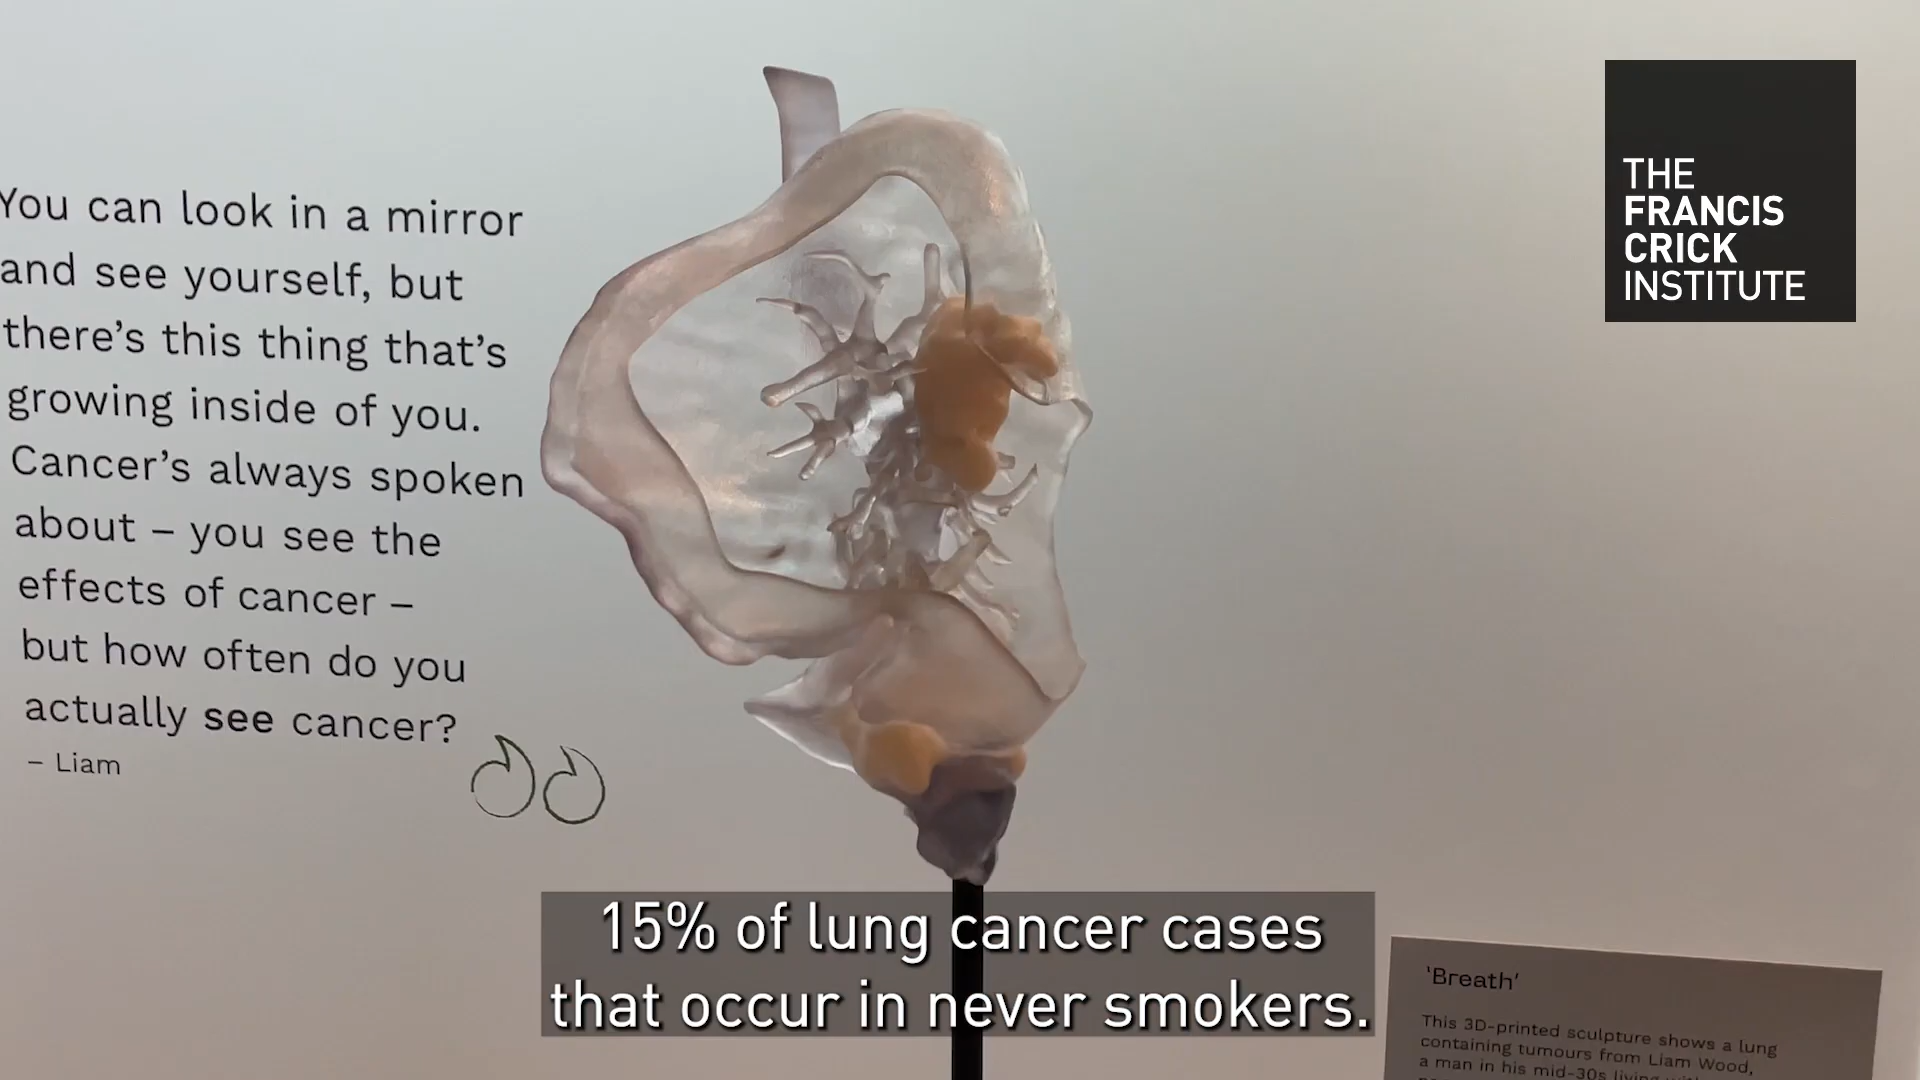 You can look in a mirror
and see yourself, but
there's this thing that's
growing inside of you.
Cancer's always spoken
about – you see the
effects of cancer –
but how often do you
actually see cancer?
– Liam
THE
FRANCIS
CRICK
INSTITUTE
15% of lung cancer cases
that occur in never smokers.
'Breath'
This 3D-printed sculpture shows a lung
containing tumours from Liam Wood,
a man in his mid-30s living